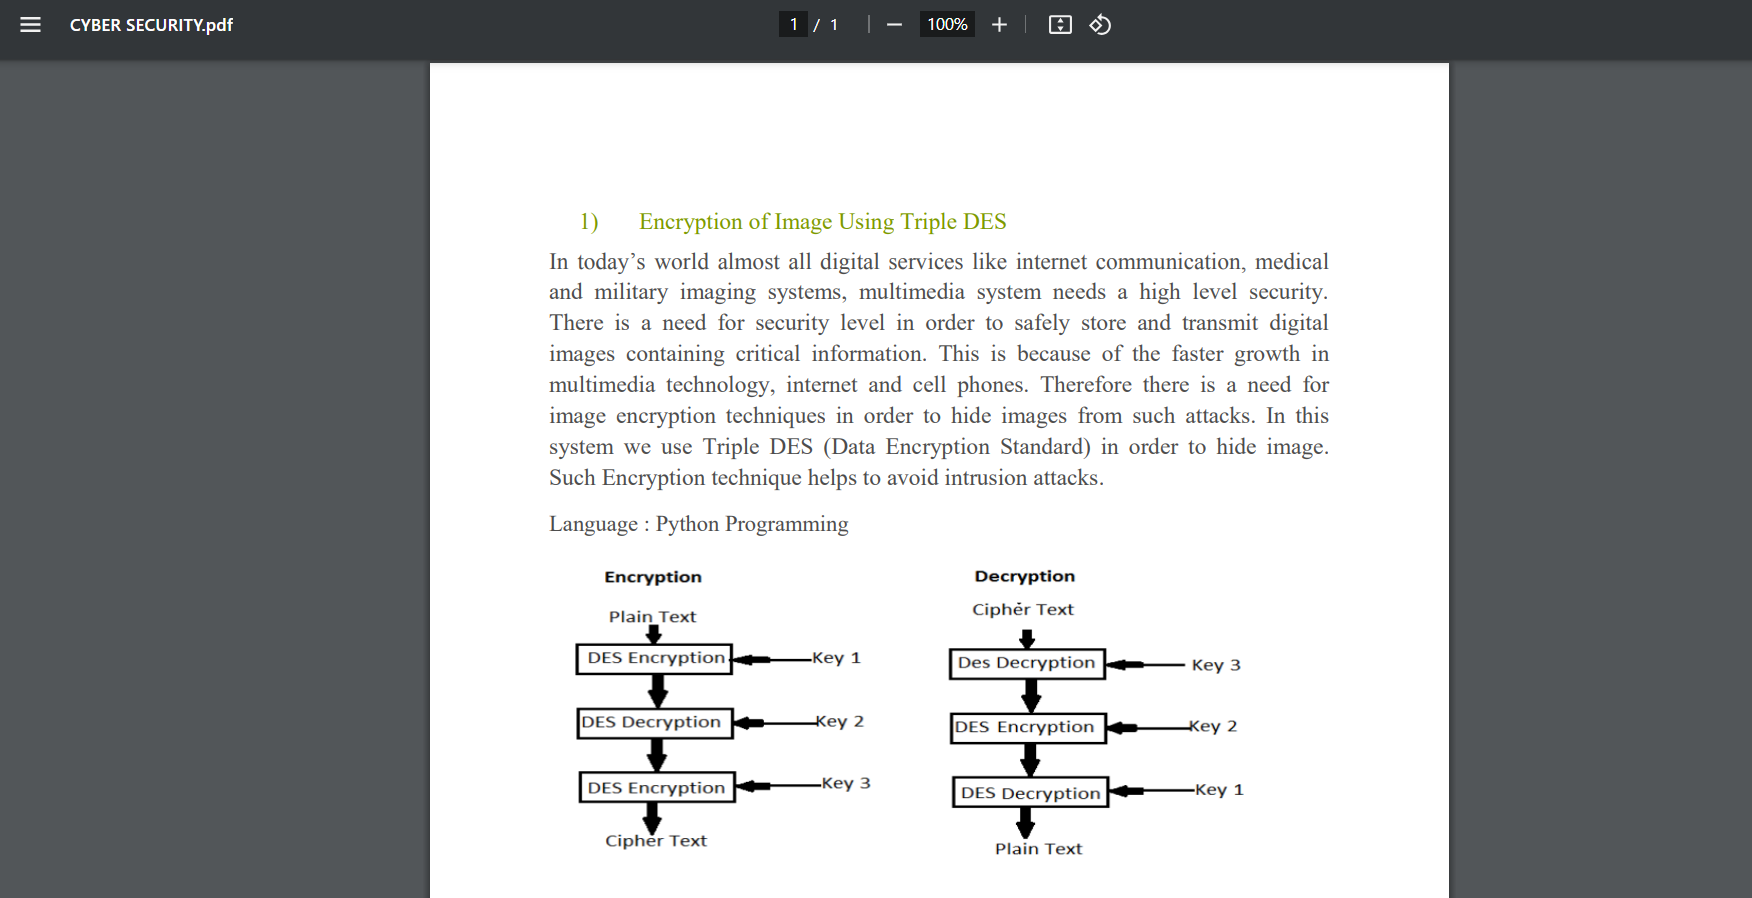 CYBER SECURITY.pdf
1 / 1
100%
1) Encryption of Image Using Triple DES
In today’s world almost all digital services like internet communication, medical
and military imaging systems, multimedia system needs a high level security.
There is a need for security level in order to safely store and transmit digital
images containing critical information. This is because of the faster growth in
multimedia technology, internet and cell phones. Therefore there is a need for
image encryption techniques in order to hide images from such attacks. In this
system we use Triple DES (Data Encryption Standard) in order to hide image.
Such Encryption technique helps to avoid intrusion attacks.
Language : Python Programming
Encryption
Plain Text
DES Encryption
Key 1
DES Decryption
Key 2
DES Encryption
Key 3
Cipher Text
Decryption
Cipher Text
Des Decryption
Key 3
DES Encryption
Key 2
DES Decryption
Key 1
Plain Text